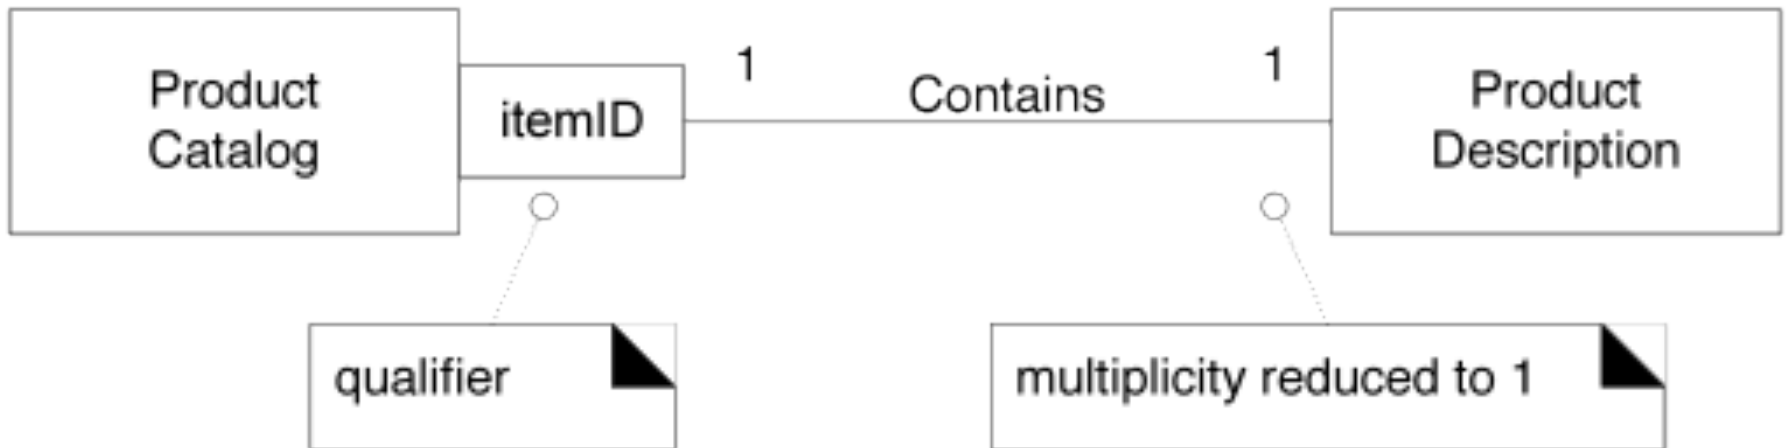 Product
Catalog
itemID
1
Contains
1
Product
Description
qualifier
multiplicity reduced to 1